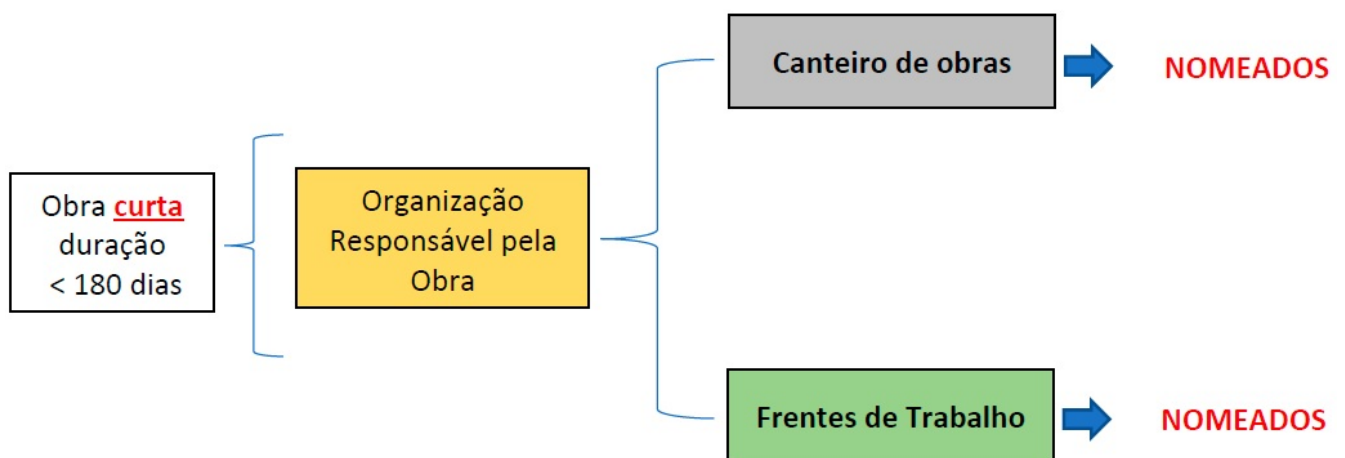 Obra curta
duração
< 180 dias
Organização
Responsável pela
Obra
Canteiro de obras
NOMEADOS
Frentes de Trabalho
NOMEADOS